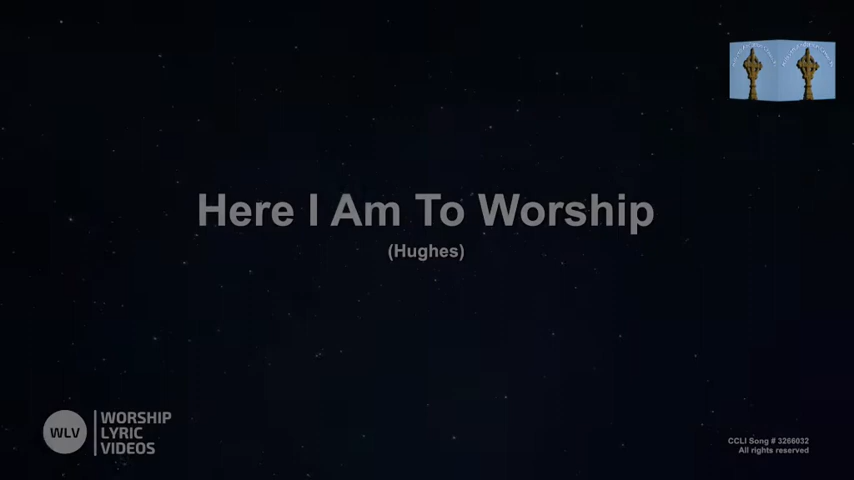 Here I Am To Worship
(Hughes)
WLV
WORSHIP
LYRIC
VIDEOS
CCLI Song # 3266032
All rights reserved